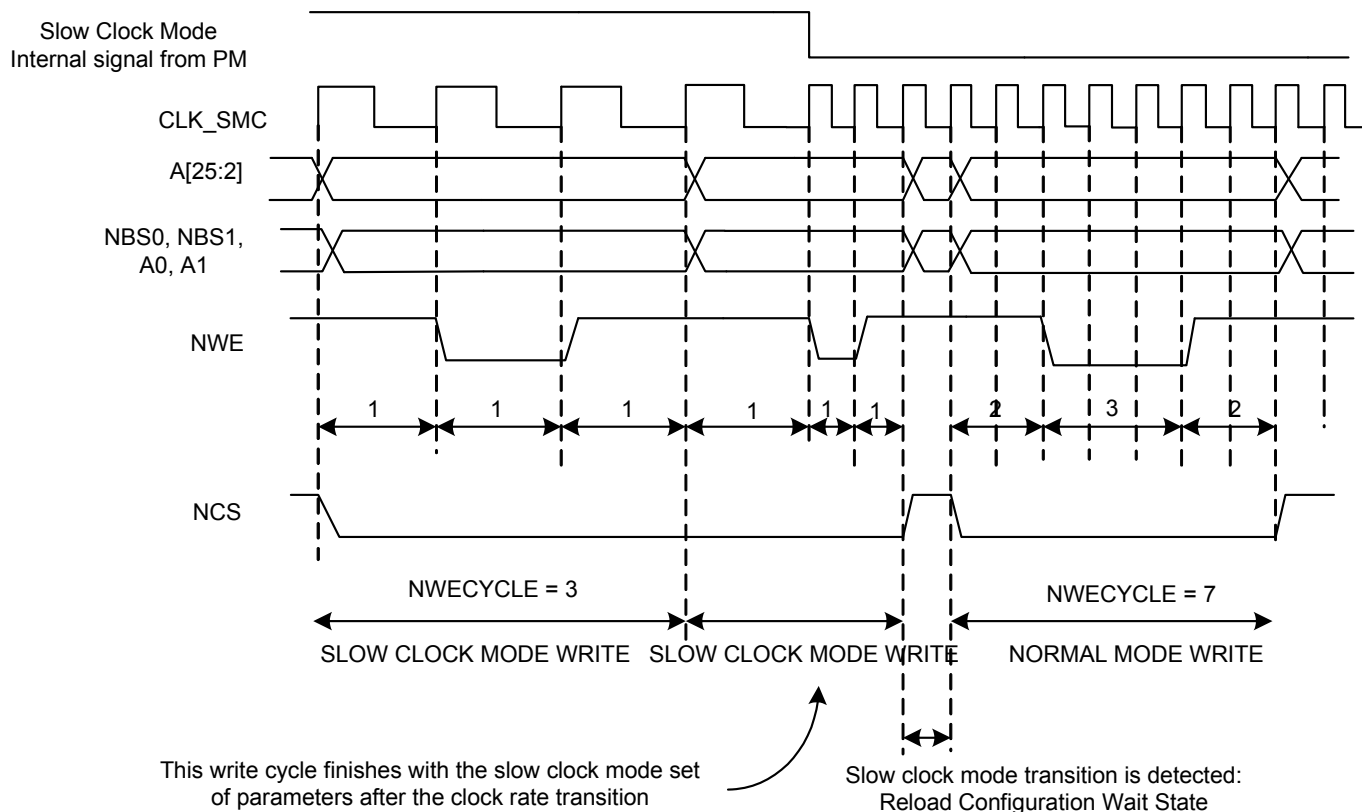 Slow Clock Mode
Internal signal from PM
CLK_SMC
A[25:2]
NBS0, NBS1,
A0, A1
NWE
1 1 1 1 1 1 2 3 2
NCS
NWECYCLE = 3 NWECYCLE = 7
SLOW CLOCK MODE WRITE SLOW CLOCK MODE WRITE NORMAL MODE WRITE
This write cycle finishes with the slow clock mode set
of parameters after the clock rate transition
Slow clock mode transition is detected:
Reload Configuration Wait State